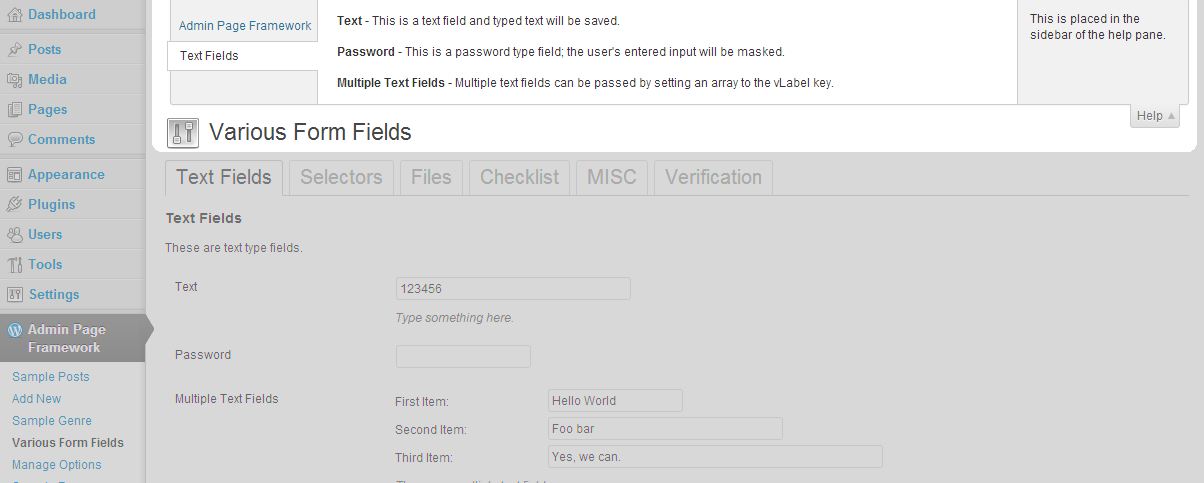 Dashboard
Posts
Media
Pages
Comments
Appearance
Plugins
Users
Tools
Settings
Admin Page
Framework
Sample Posts
Add New
Sample Genre
Various Form Fields
Manage Options
Admin Page Framework
Text Fields
Text - This is a text field and typed text will be saved.
Password - This is a password type field; the user's entered input will be masked.
Multiple Text Fields - Multiple text fields can be passed by setting an array to the vLabel key.
This is placed in the
sidebar of the help pane.
Help
Various Form Fields
Text Fields Selectors Files Checklist MISC Verification
Text Fields
These are text type fields.
Text 123456
Type something here.
Password
Multiple Text Fields First Item: Hello World
Second Item: Foo bar
Third Item: Yes, we can.